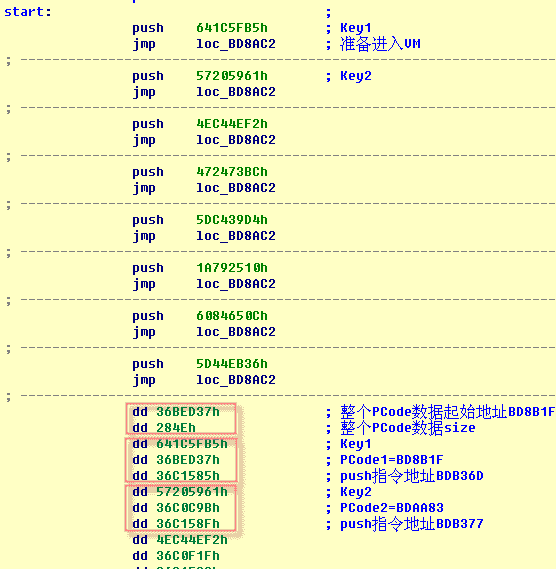 start: ;
push 641C5FB5h ; Key1
jmp loc_BD8AC2 ; 准备进入VM
; ---------------------------------------------------------------------------
push 57205961h ; Key2
jmp loc_BD8AC2
; ---------------------------------------------------------------------------
push 4EC44EF2h
jmp loc_BD8AC2
; ---------------------------------------------------------------------------
push 472473BCh
jmp loc_BD8AC2
; ---------------------------------------------------------------------------
push 5DC439D4h
jmp loc_BD8AC2
; ---------------------------------------------------------------------------
push 1A792510h
jmp loc_BD8AC2
; ---------------------------------------------------------------------------
push 6084650Ch
jmp loc_BD8AC2
; ---------------------------------------------------------------------------
push 5D44EB36h
jmp loc_BD8AC2
; ---------------------------------------------------------------------------
dd 36BED37h ; 整个PCode数据起始地址BD8B1F
dd 284Eh ; 整个PCode数据size
dd 641C5FB5h ; Key1
dd 36BED37h ; PCode1=BD8B1F
dd 36C1585h ; push指令地址BDB36D
dd 57205961h ; Key2
dd 36C0C9Bh ; PCode2=BDAA83
dd 36C158Fh ; push指令地址BDB377
dd 4EC44EF2h
dd 36C0F1Fh